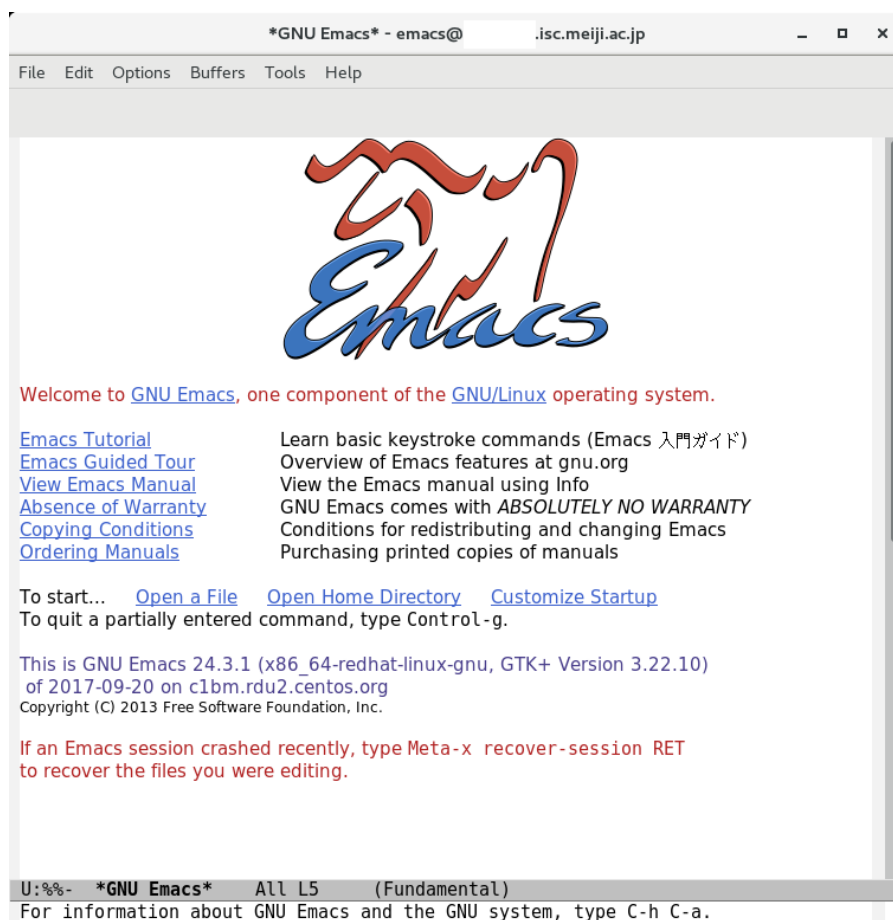 *GNU Emacs* - emacs@ .isc.meiji.ac.jp
File Edit Options Buffers Tools Help
Emacs
Welcome to GNU Emacs, one component of the GNU/Linux operating system.
Emacs Tutorial Learn basic keystroke commands (Emacs 入門ガイド)
Emacs Guided Tour Overview of Emacs features at gnu.org
View Emacs Manual View the Emacs manual using Info
Absence of Warranty GNU Emacs comes with ABSOLUTELY NO WARRANTY
Copying Conditions Conditions for redistributing and changing Emacs
Ordering Manuals Purchasing printed copies of manuals
To start... Open a File Open Home Directory Customize Startup
To quit a partially entered command, type Control-g.
This is GNU Emacs 24.3.1 (x86_64-redhat-linux-gnu, GTK+ Version 3.22.10)
of 2017-09-20 on c1bm.rdu2.centos.org
Copyright (C) 2013 Free Software Foundation, Inc.
If an Emacs session crashed recently, type Meta-x recover-session RET
to recover the files you were editing.
U:%%- *GNU Emacs* All L5 (Fundamental)
For information about GNU Emacs and the GNU system, type C-h C-a.